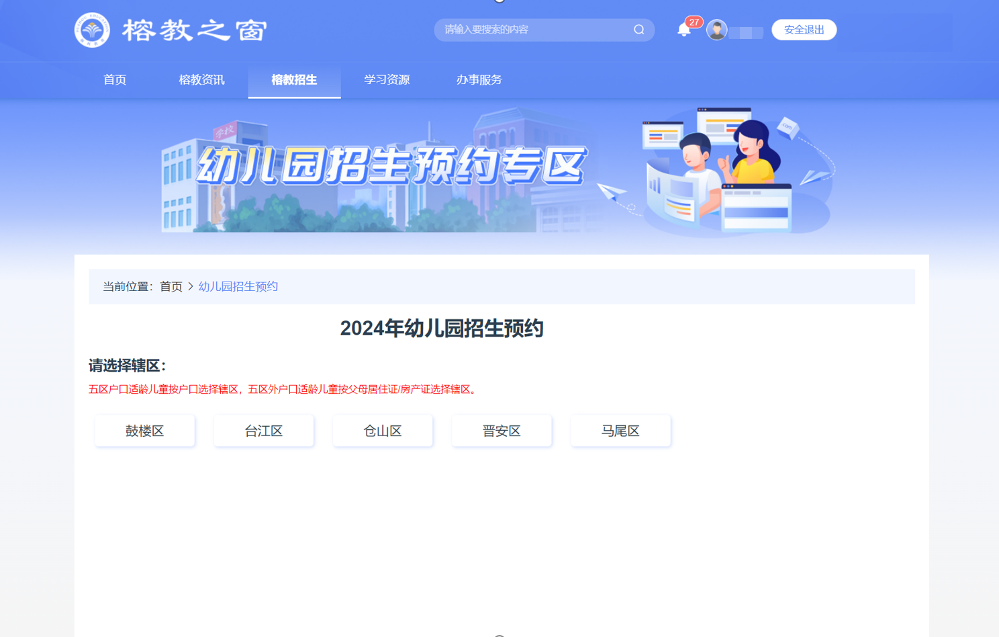 榕教之窗
请输入要搜索的内容
27
安全退出
首页
榕教资讯
榕教招生
学习资源
办事服务
学校
幼儿园招生预约专区
.com
当前位置：首页 > 幼儿园招生预约
2024年幼儿园招生预约
请选择辖区：
五区户口适龄儿童按户口选择辖区，五区外户口适龄儿童按父母居住证/房产证选择辖区。
鼓楼区
台江区
仓山区
晋安区
马尾区